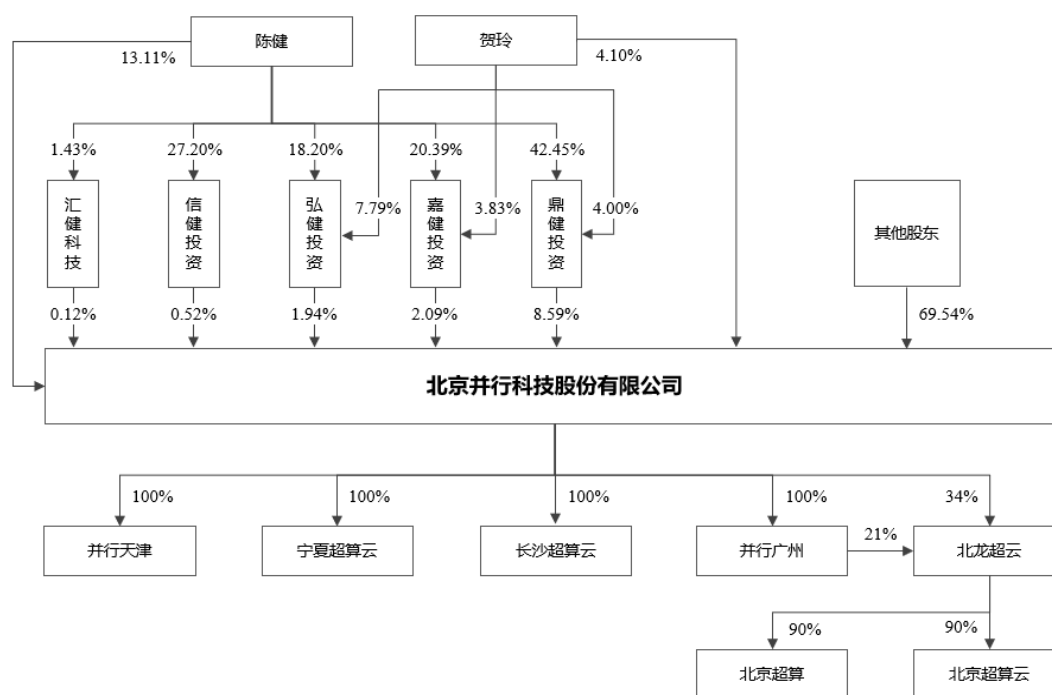 陈健
贺玲
13.11%
4.10%
1.43%
27.20%
18.20%
20.39%
42.45%
汇健科技
信健投资
弘健投资
7.79%
嘉健投资
3.83%
鼎健投资
4.00%
其他股东
0.12%
0.52%
1.94%
2.09%
8.59%
69.54%
北京并行科技股份有限公司
100%
100%
100%
100%
34%
并行天津
宁夏超算云
长沙超算云
并行广州
21%
北龙超云
90%
90%
北京超算
北京超算云